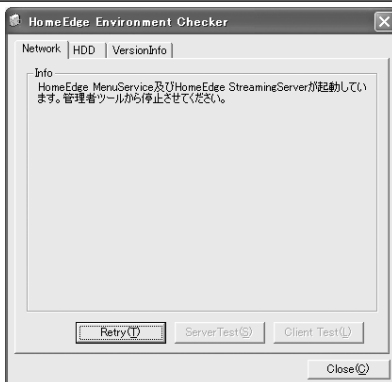 HomeEdge Environment Checker
Network HDD VersionInfo
Info
HomeEdge MenuService及びHomeEdge StreamingServerが起動してい
ます。管理者ツールから停止させてください。
Retry(T) ServerTest(S) Client Test(L)
Close(C)